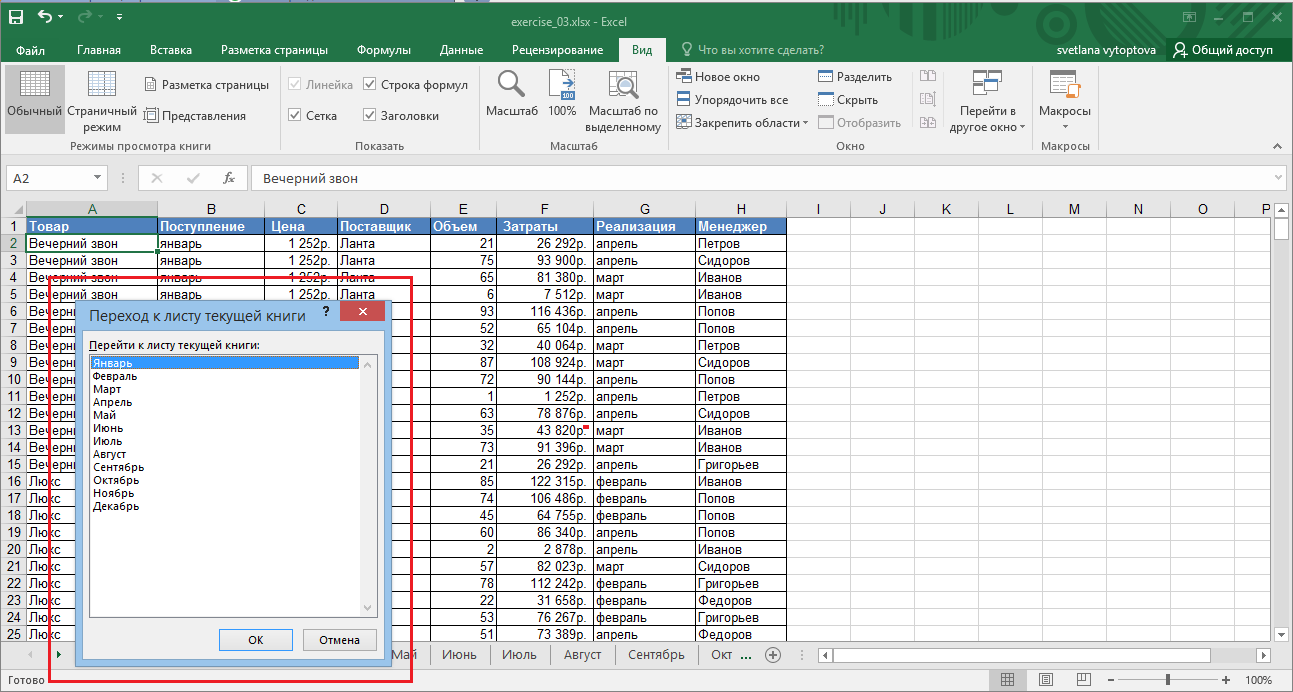 exercise_03.xlsx - Excel
Файл Главная Вставка Разметка страницы Формулы Данные Рецензирование Вид Что вы хотите сделать? svetlana vytoptova Общий доступ
Обычный Страничный режим Разметка страницы Представления
Режимы просмотра книги
Линейка Строка формул
Сетка Заголовки
Показать
Масштаб 100% Масштаб по выделенному
100
Масштаб
Новое окно Разделить
Упорядочить все Скрыть
Закрепить области Отобразить
Перейти в другое окно
Окно
Макросы
Макросы
A2 fx Вечерний звон
A B C D E F G H I J K L M N O P
1 Товар Поступление Цена Поставщик Объем Затраты Реализация Менеджер
2 Вечерний звон январь 1 252р. Ланта 21 26 292р. апрель Петров
3 Вечерний звон январь 1 252р. Ланта 75 93 900р. апрель Сидоров
4 Вечерний звон январь 1 252р. Ланта 65 81 380р. март Иванов
5 Вечерний звон январь 1 252р. Ланта 6 7 512р. март Иванов
6 Вечерн 93 116 436р. апрель Попов
7 Вечерн 52 65 104р. апрель Попов
8 Вечерн 32 40 064р. март Петров
9 Вечерн 87 108 924р. март Сидоров
10 Вечерн 72 90 144р. апрель Попов
11 Вечерн 1 1 252р. апрель Петров
12 Вечерн 63 78 876р. апрель Сидоров
13 Вечерн 35 43 820р. март Иванов
14 Вечерн 73 91 396р. март Иванов
15 Вечерн 21 26 292р. апрель Григорьев
16 Люкс 85 122 315р. февраль Иванов
17 Люкс 74 106 486р. февраль Попов
18 Люкс 45 64 755р. февраль Попов
19 Люкс 60 86 340р. апрель Попов
20 Люкс 2 2 878р. апрель Иванов
21 Люкс 57 82 023р. март Сидоров
22 Люкс 78 112 242р. февраль Григорьев
23 Люкс 22 31 658р. февраль Федоров
24 Люкс 53 76 267р. февраль Григорьев
25 Люкс 51 73 389р. апрель Федоров
Переход к листу текущей книги ?
Перейти к листу текущей книги:
Январь
Февраль
Март
Апрель
Май
Июнь
Июль
Август
Сентябрь
Октябрь
Ноябрь
Декабрь
ОК Отмена
Май Июнь Июль Август Сентябрь Окт ...
Готово 100%